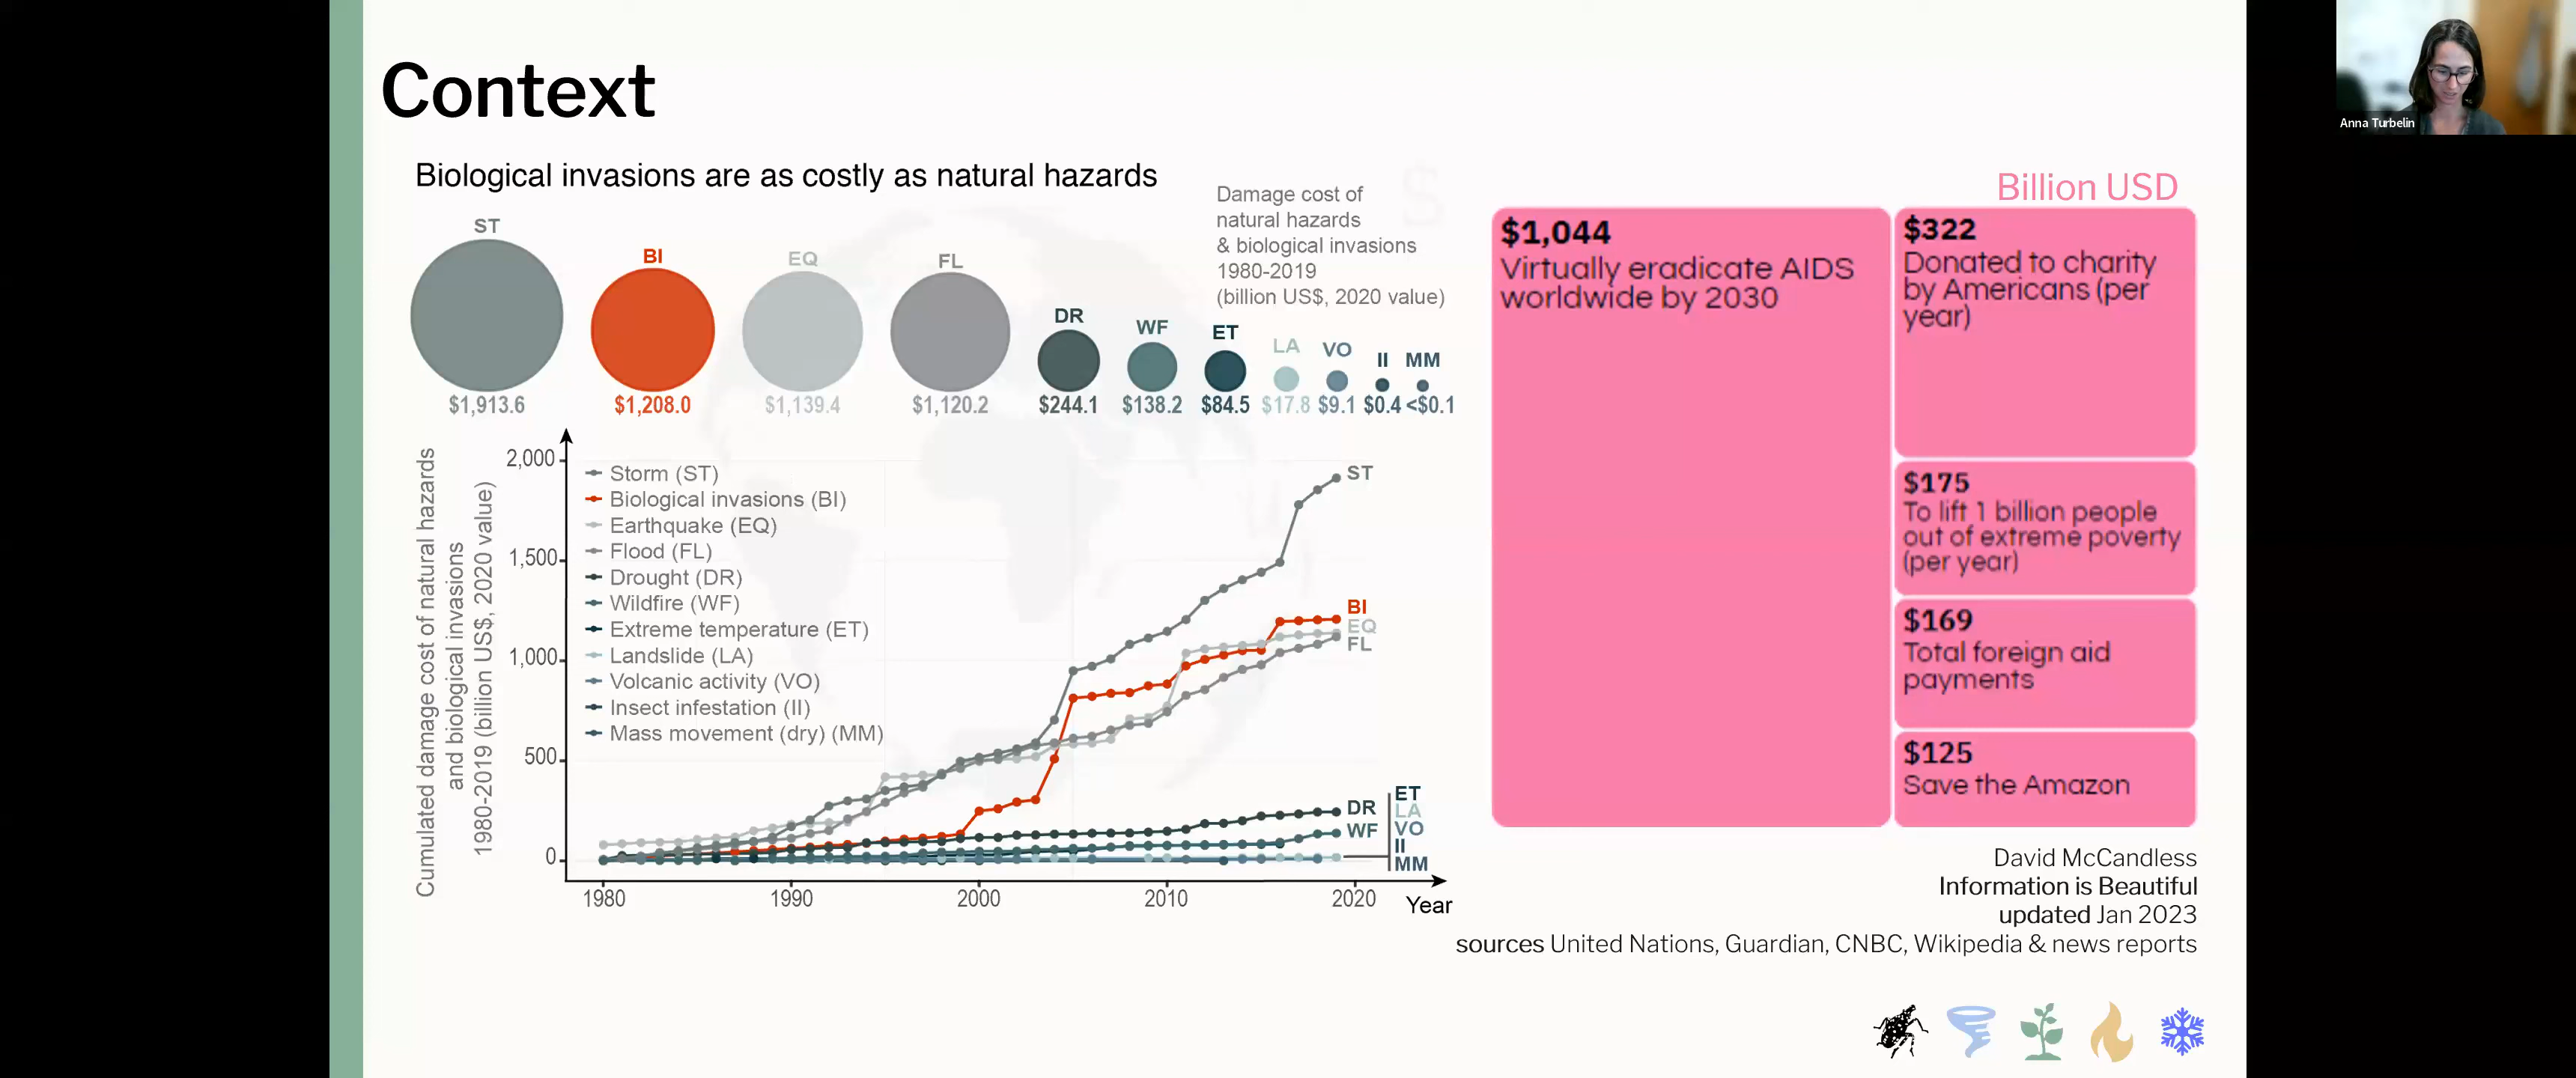 Context
Anna Turbelin
Biological invasions are as costly as natural hazards
Damage cost of
natural hazards
& biological invasions
1980-2019
(billion US$, 2020 value)
ST
BI
EQ
FL
DR
WF
ET
LA
VO
II
MM
$1,913.6
$1,208.0
$1,139.4
$1,120.2
$244.1
$138.2
$84.5
$17.8
$9.1
$0.4
<$0.1
Cumulated damage cost of natural hazards
and biological invasions
1980-2019 (billion US$, 2020 value)
2,000
1,500
1,000
500
0
Storm (ST)
Biological invasions (BI)
Earthquake (EQ)
Flood (FL)
Drought (DR)
Wildfire (WF)
Extreme temperature (ET)
Landslide (LA)
Volcanic activity (VO)
Insect infestation (II)
Mass movement (dry) (MM)
ST
BI
EQ
FL
DR
WF
ET
LA
VO
II
MM
1980
1990
2000
2010
2020
Year
Billion USD
$1,044
Virtually eradicate AIDS
worldwide by 2030
$322
Donated to charity
by Americans (per
year)
$175
To lift 1 billion people
out of extreme poverty
(per year)
$169
Total foreign aid
payments
$125
Save the Amazon
David McCandless
Information is Beautiful
updated Jan 2023
sources United Nations, Guardian, CNBC, Wikipedia & news reports